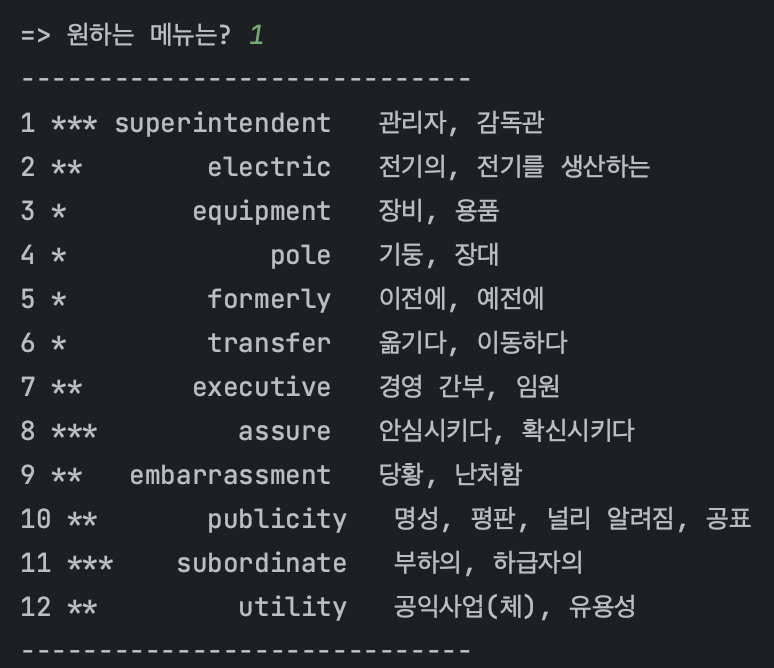 => 원하는 메뉴는? 1
-----------------------------
1 *** superintendent 관리자, 감독관
2 ** electric 전기의, 전기를 생산하는
3 * equipment 장비, 용품
4 * pole 기둥, 장대
5 * formerly 이전에, 예전에
6 * transfer 옮기다, 이동하다
7 ** executive 경영 간부, 임원
8 *** assure 안심시키다, 확신시키다
9 ** embarrassment 당황, 난처함
10 ** publicity 명성, 평판, 널리 알려짐, 공표
11 *** subordinate 부하의, 하급자의
12 ** utility 공익사업(체), 유용성
-----------------------------